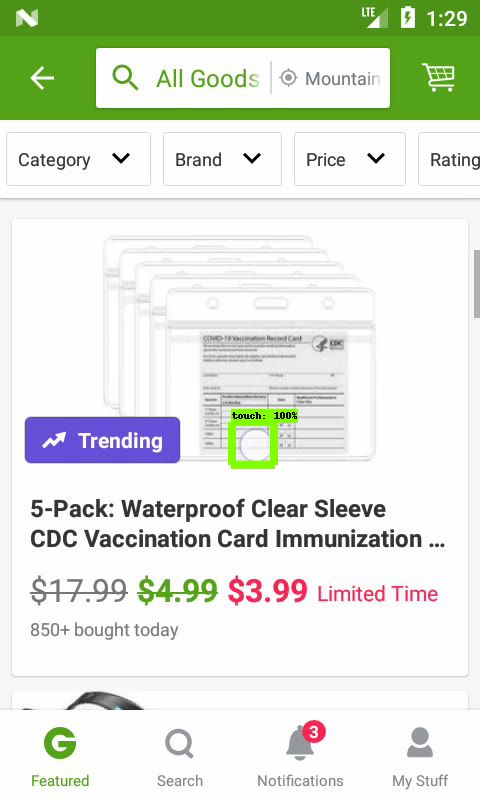 LTE 1:29
All Goods Mountain
Category Brand Price Rating
COVID-19 Vaccination Record Card
CDC
touch: 100%
Trending
5-Pack: Waterproof Clear Sleeve
CDC Vaccination Card Immunization ...
$17.99 $4.99 $3.99 Limited Time
850+ bought today
G
3
Featured Search Notifications My Stuff